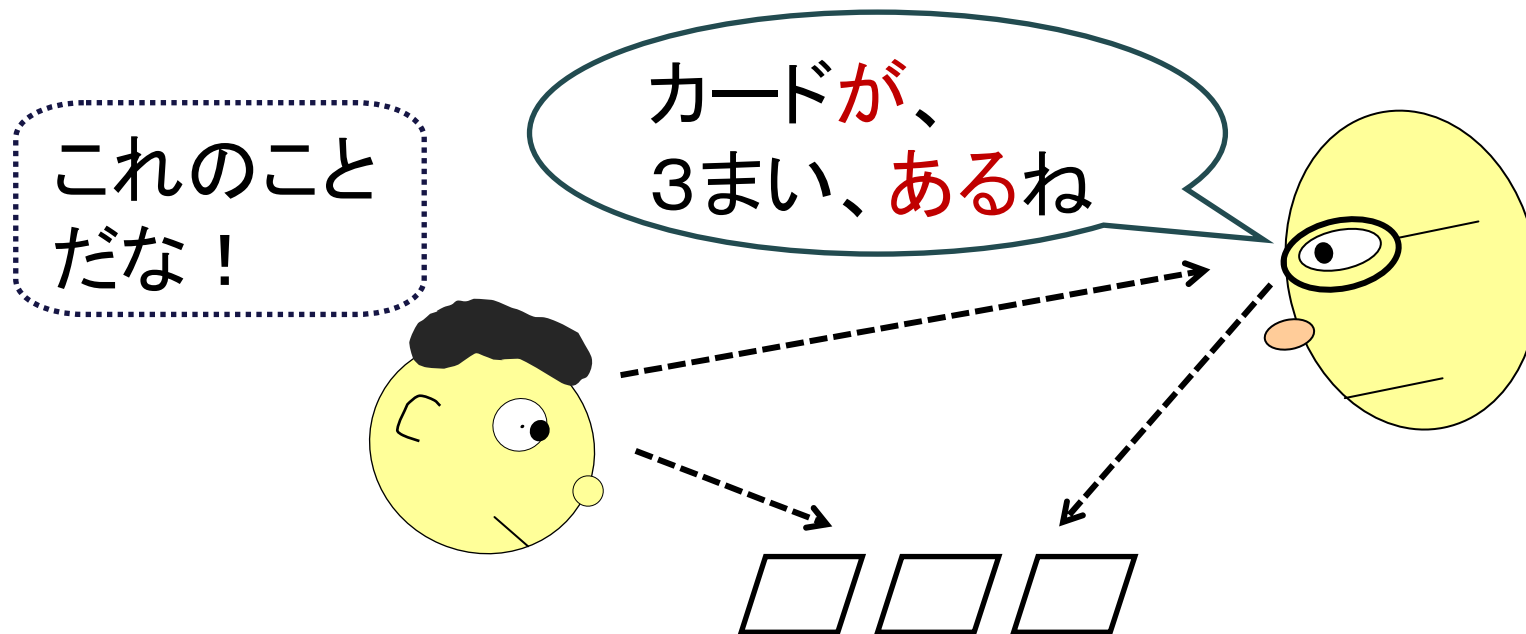 カードが、
３まい、あるね
これのこと
だな！